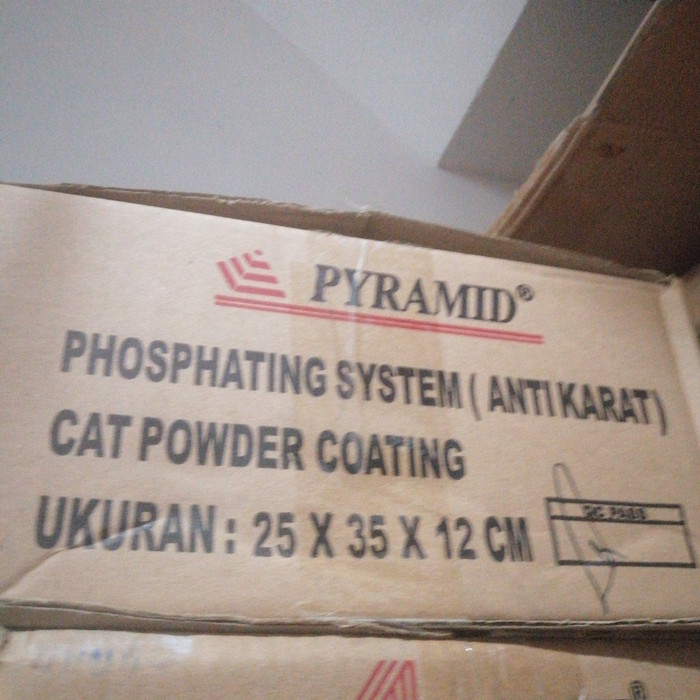 PYRAMID®
PHOSPHATING SYSTEM ( ANTI KARAT )
CAT POWDER COATING
UKURAN : 25 X 35 X 12 CM